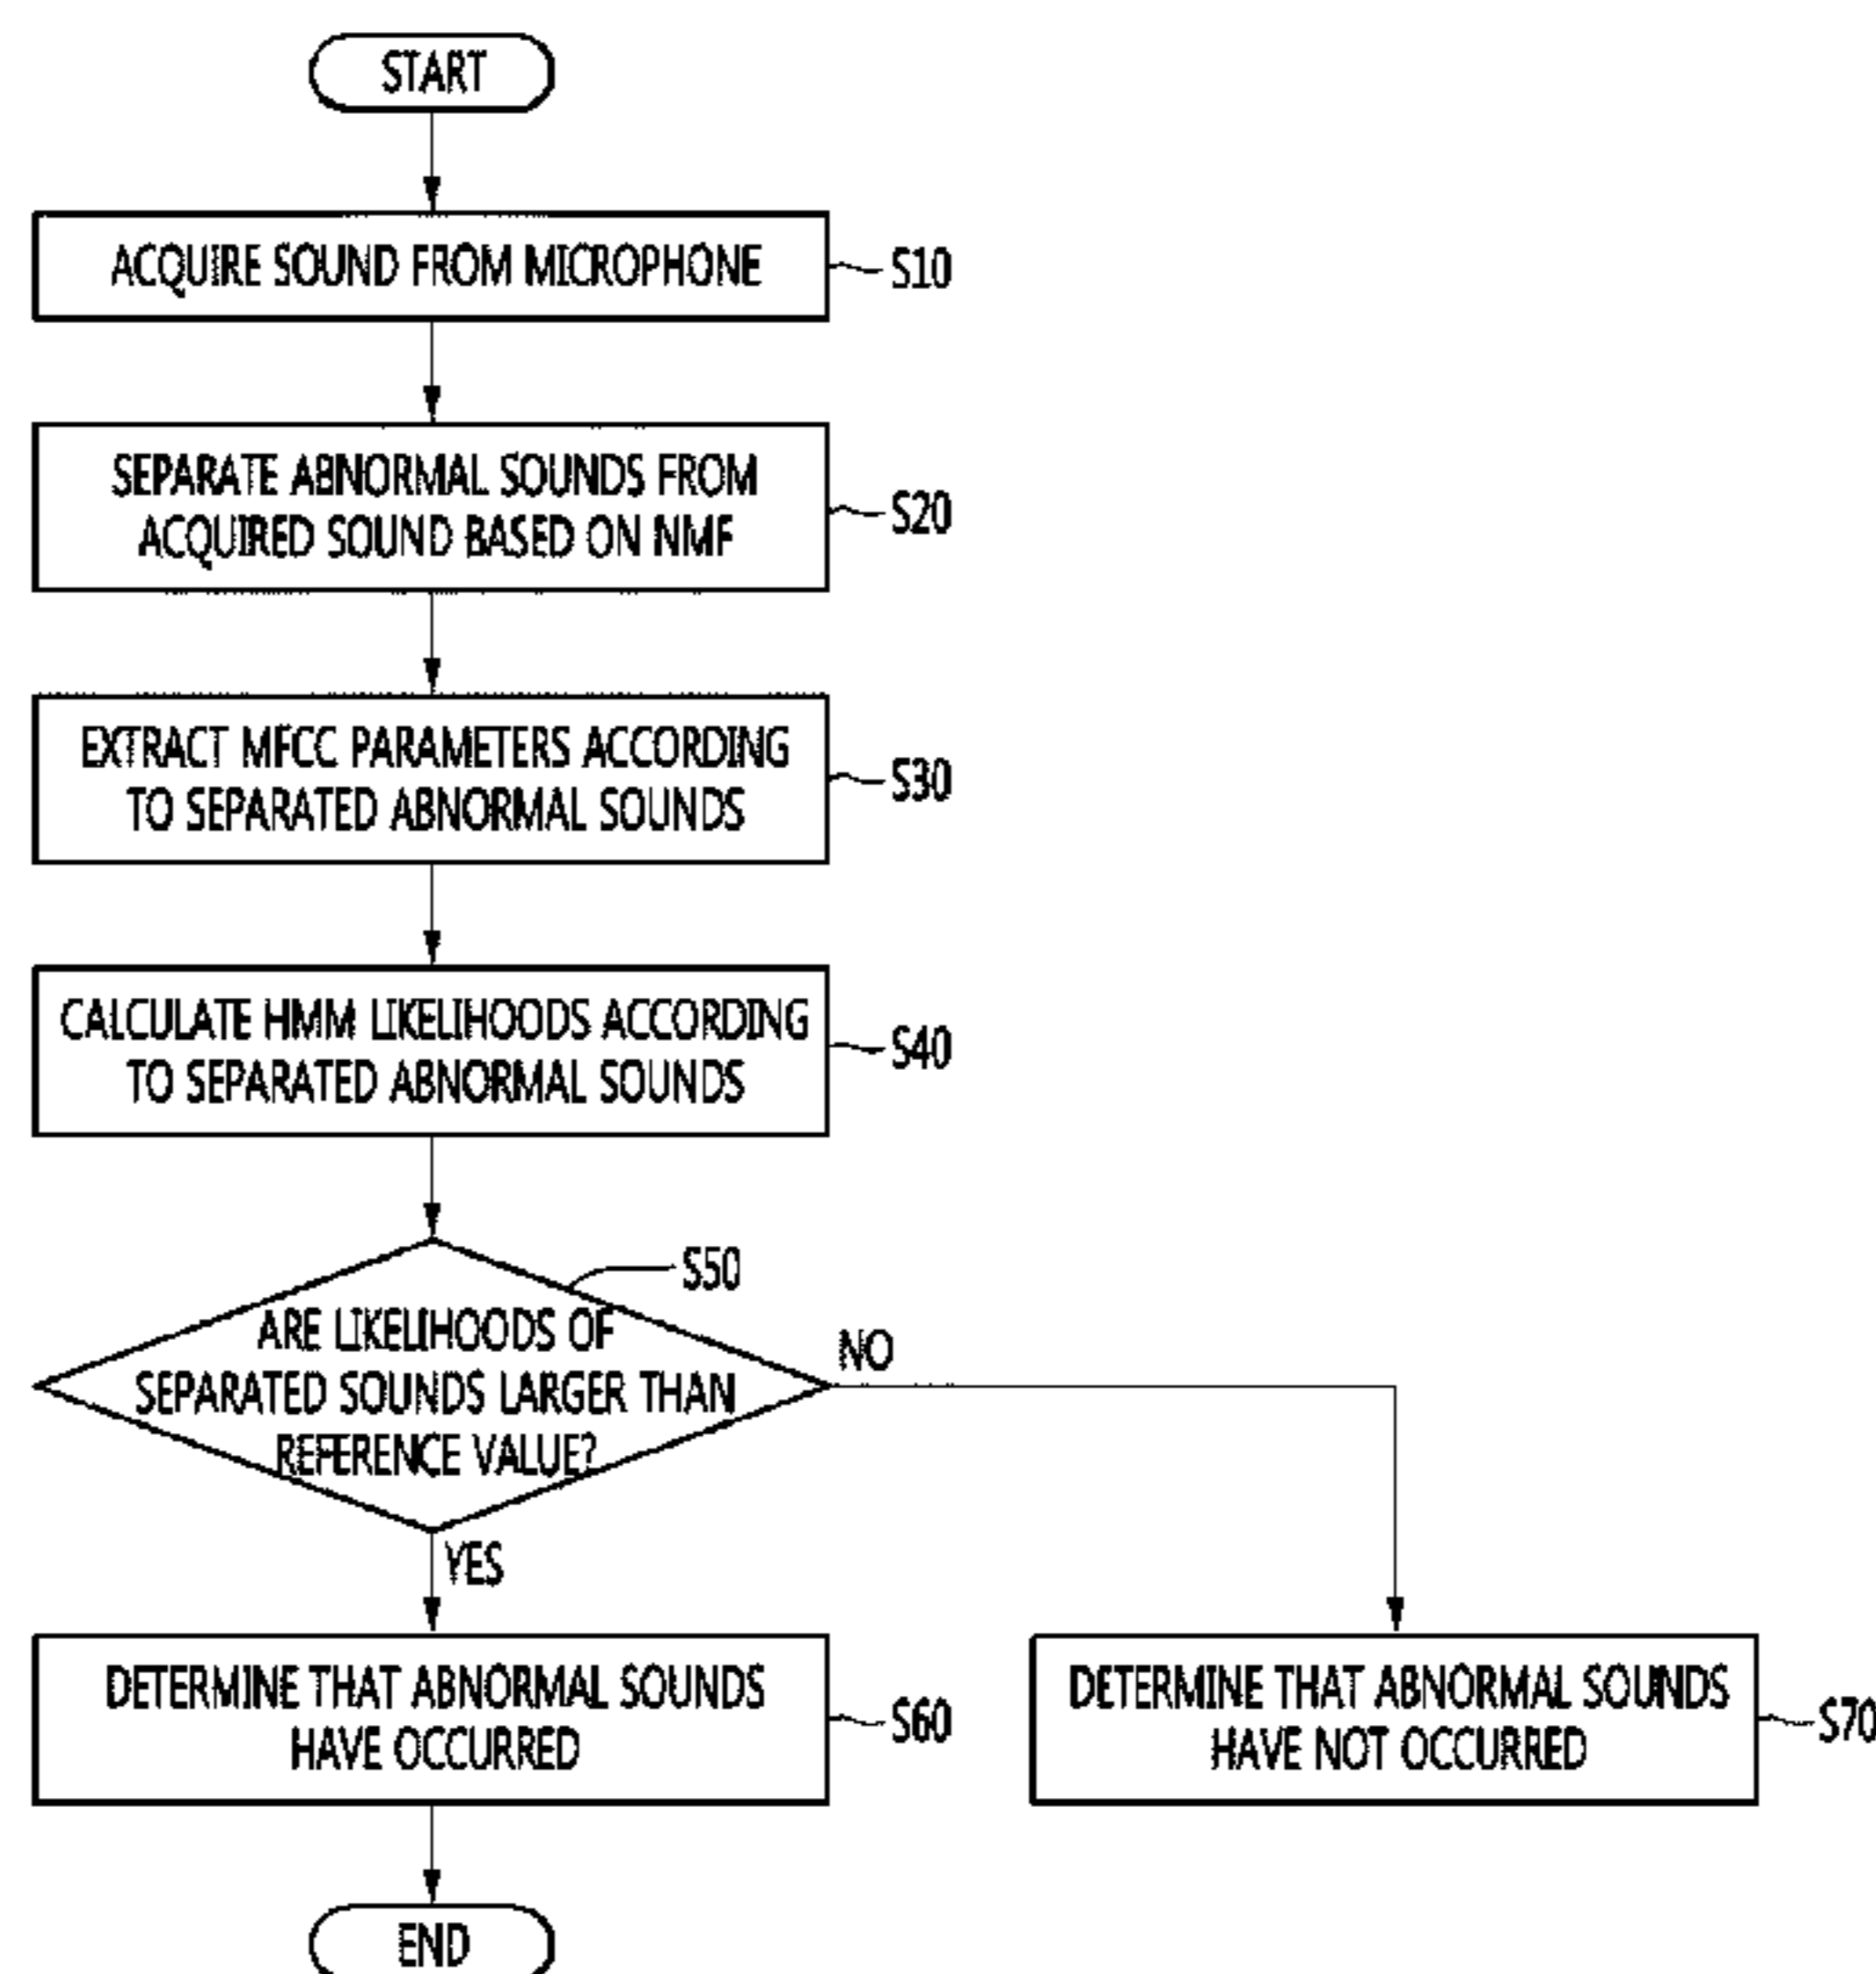 START
ACQUIRE SOUND FROM MICROPHONE
S10
SEPARATE ABNORMAL SOUNDS FROM
ACQUIRED SOUND BASED ON NMF
S20
EXTRACT MFCC PARAMETERS ACCORDING
TO SEPARATED ABNORMAL SOUNDS
S30
CALCULATE HMM LIKELIHOODS ACCORDING
TO SEPARATED ABNORMAL SOUNDS
S40
S50
ARE LIKELIHOODS OF
SEPARATED SOUNDS LARGER THAN
REFERENCE VALUE?
NO
YES
DETERMINE THAT ABNORMAL SOUNDS
HAVE OCCURRED
S60
DETERMINE THAT ABNORMAL SOUNDS
HAVE NOT OCCURRED
S70
END